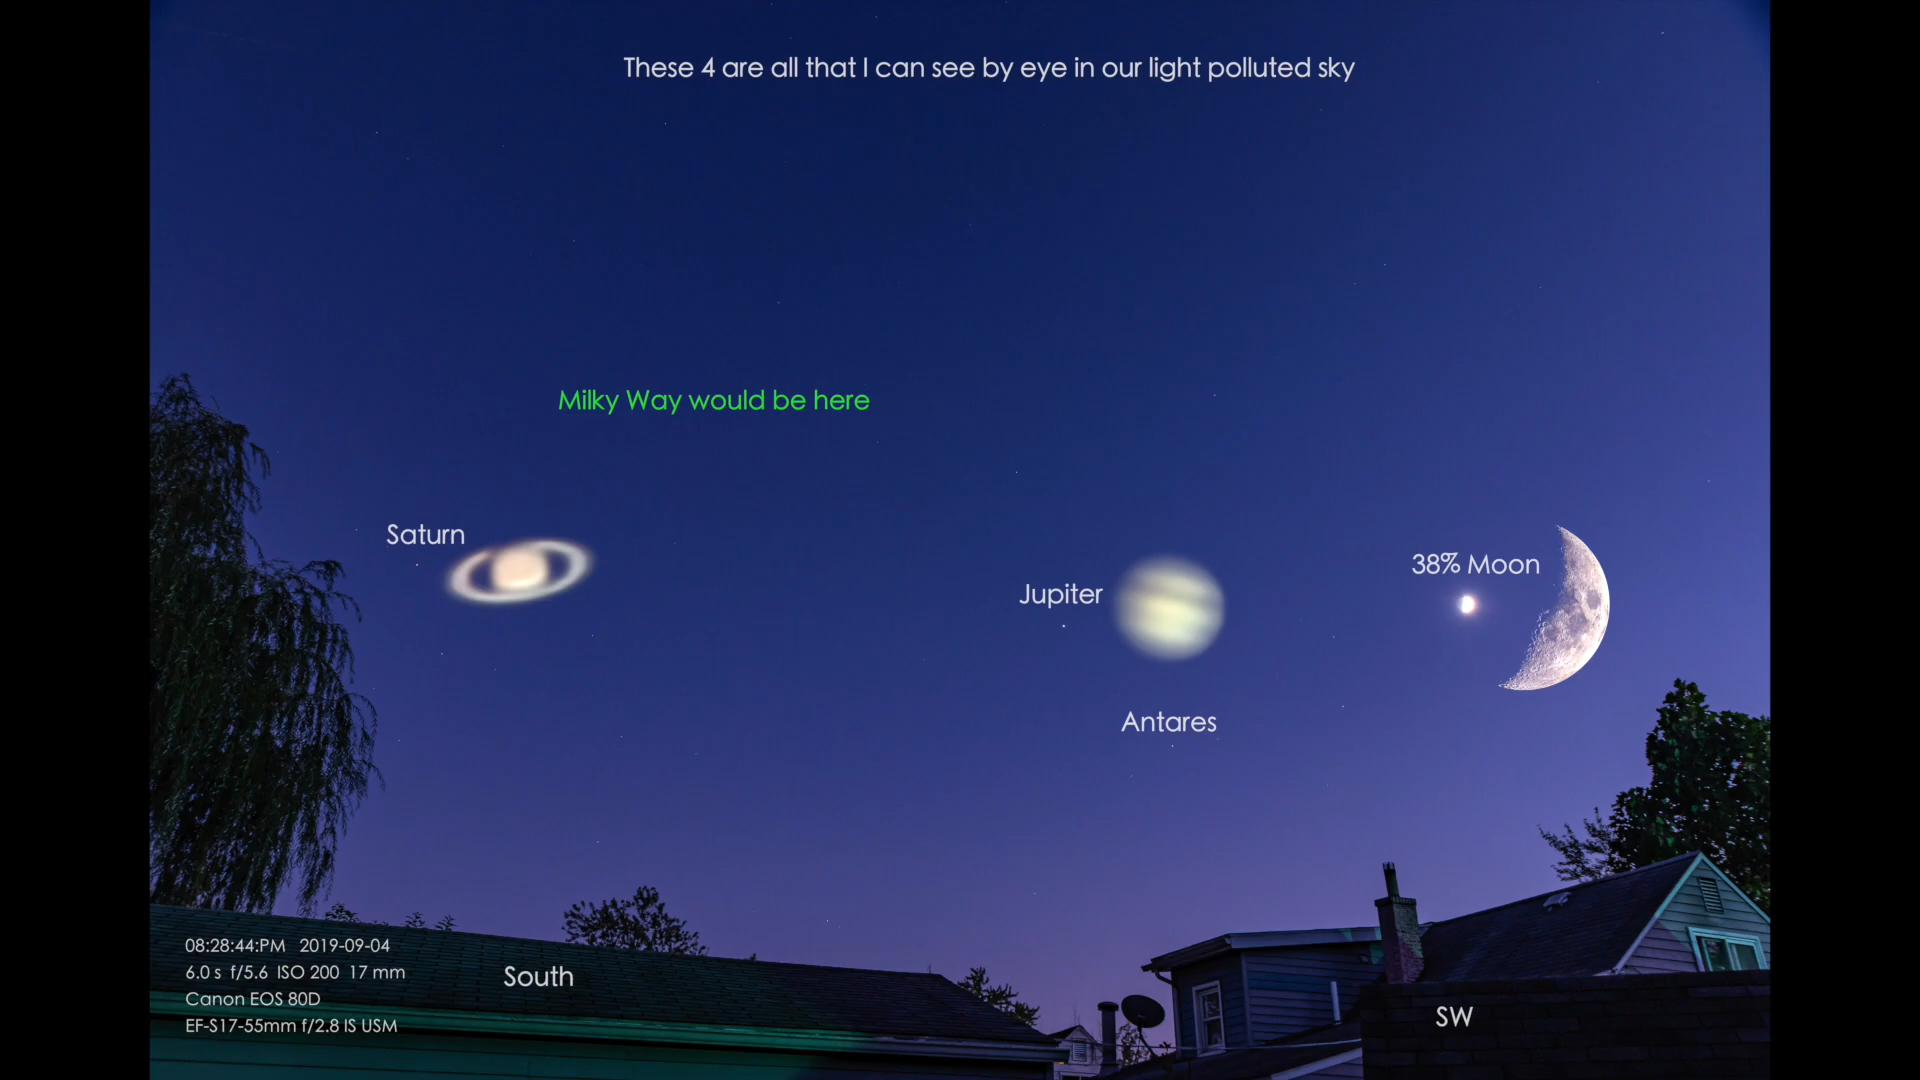 These 4 are all that I can see by eye in our light polluted sky
Milky Way would be here
Saturn
38% Moon
Jupiter
Antares
08:28:44:PM 2019-09-04
6.0 s f/5.6 ISO 200 17 mm
Canon EOS 80D
EF-S17-55mm f/2.8 IS USM
South
SW